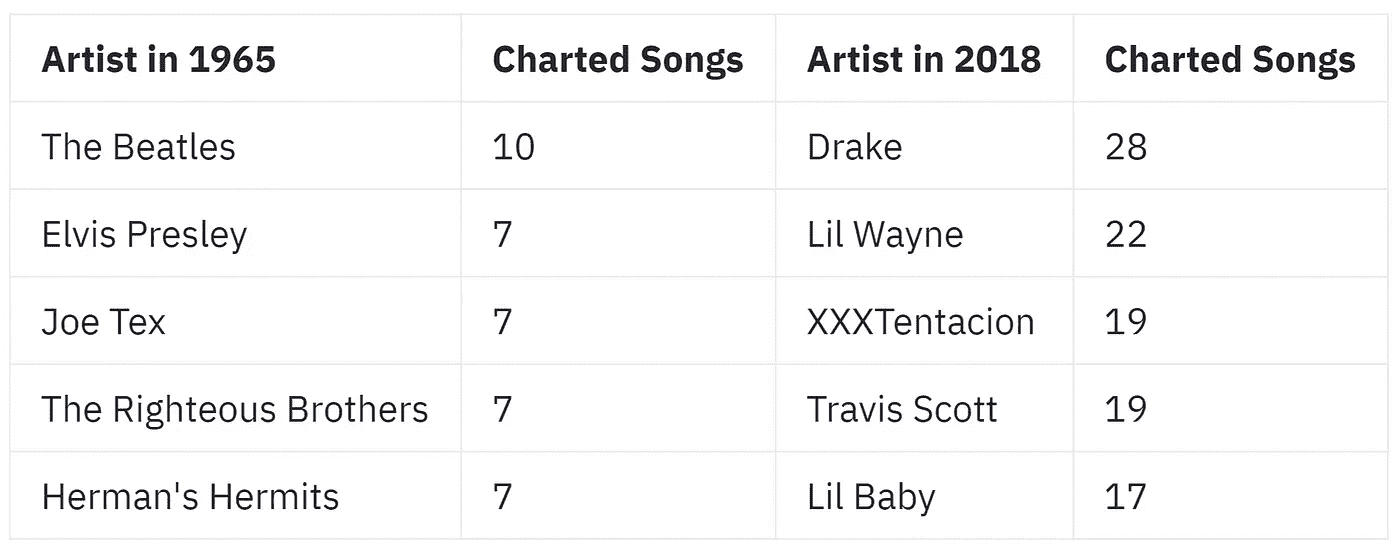 Artist in 1965 Charted Songs Artist in 2018 Charted Songs
The Beatles 10 Drake 28
Elvis Presley 7 Lil Wayne 22
Joe Tex 7 XXXTentacion 19
The Righteous Brothers 7 Travis Scott 19
Herman's Hermits 7 Lil Baby 17